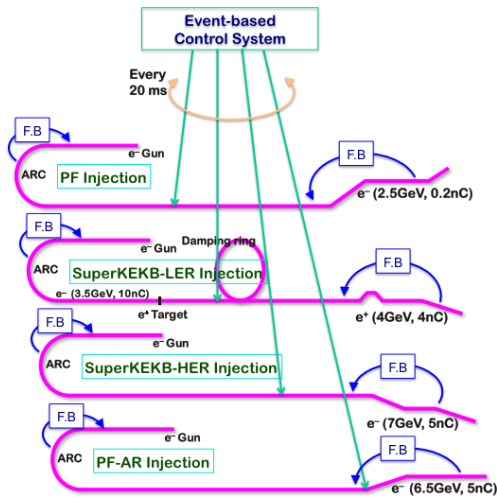 Event-based
Control System
Every
20 ms
F.B
e⁻ Gun
ARC
PF Injection
F.B
e⁻ (2.5GeV, 0.2nC)
F.B
e⁻ Gun
Damping ring
ARC
SuperKEKB-LER Injection
F.B
e⁻ (3.5GeV, 10nC)
e⁺ Target
e⁺ (4GeV, 4nC)
F.B
e⁻ Gun
ARC
SuperKEKB-HER Injection
F.B
e⁻ (7GeV, 5nC)
F.B
e⁻ Gun
ARC
PF-AR Injection
F.B
e⁻ (6.5GeV, 5nC)